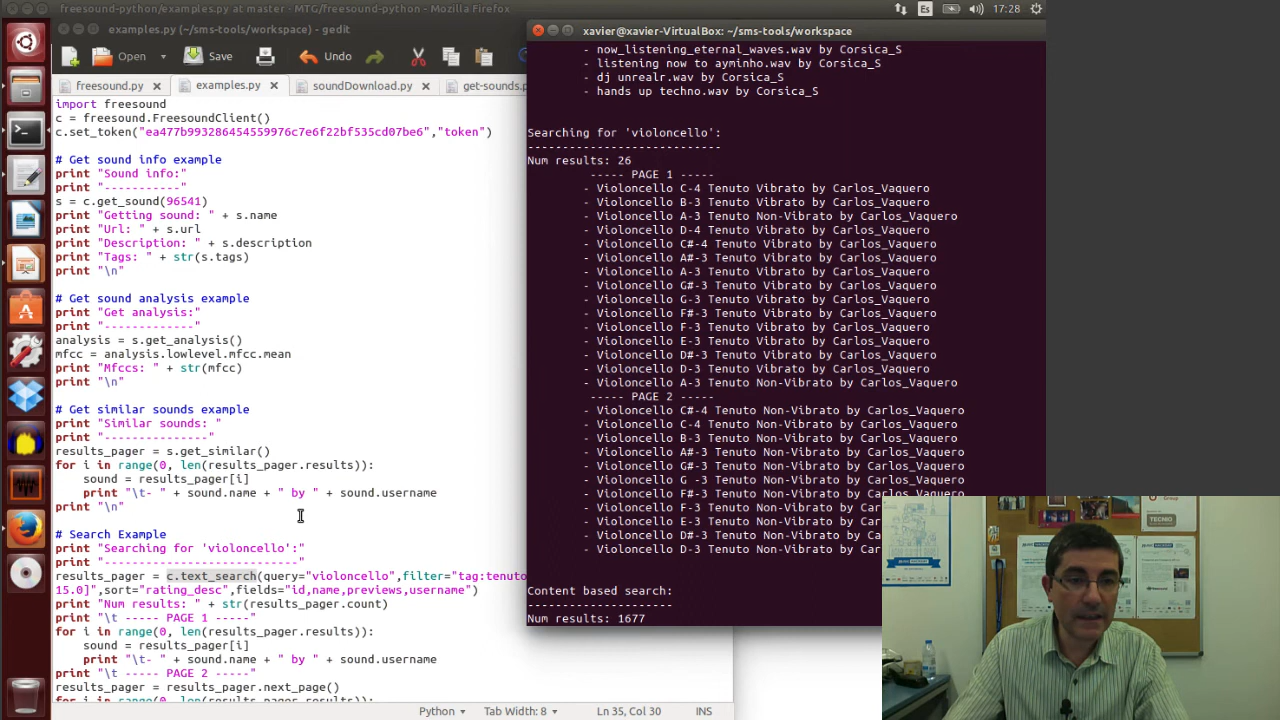 freesound-python/examples.py at master - MTG/freesound-python - Mozilla Firefox
Es
17:28
examples.py (~/sms-tools/workspace) - gedit
Open
Save
Undo
freesound.py
examples.py
soundDownload.py
get-sounds.p
import freesound
c = freesound.FreesoundClient()
c.set_token("ea477b993286454559976c7e6f22bf535cd07be6","token")
# Get sound info example
print "Sound info:"
print "-----------"
s = c.get_sound(96541)
print "Getting sound: " + s.name
print "Url: " + s.url
print "Description: " + s.description
print "Tags: " + str(s.tags)
print "\n"
# Get sound analysis example
print "Get analysis:"
print "-------------"
analysis = s.get_analysis()
mfcc = analysis.lowlevel.mfcc.mean
print "Mfccs: " + str(mfcc)
print "\n"
# Get similar sounds example
print "Similar sounds: "
print "---------------"
results_pager = s.get_similar()
for i in range(0, len(results_pager.results)):
sound = results_pager[i]
print "\t- " + sound.name + " by " + sound.username
print "\n"
# Search Example
print "Searching for 'violoncello':"
print "----------------------------"
results_pager = c.text_search(query="violoncello",filter="tag:tenuto
15.0]",sort="rating_desc",fields="id,name,previews,username")
print "Num results: " + str(results_pager.count)
print "\t ----- PAGE 1 -----"
for i in range(0, len(results_pager.results)):
sound = results_pager[i]
print "\t- " + sound.name + " by " + sound.username
print "\t ----- PAGE 2 -----"
results_pager = results_pager.next_page()
for i in range(0, len(results_pager.results)):
Python
Tab Width: 8
Ln 35, Col 30
INS
xavier@xavier-VirtualBox: ~/sms-tools/workspace
- now_listening_eternal_waves.wav by Corsica_S
- listening now to ayminho.wav by Corsica_S
- dj unrealr.wav by Corsica_S
- hands up techno.wav by Corsica_S
Searching for 'violoncello':
----------------------------
Num results: 26
----- PAGE 1 -----
- Violoncello C-4 Tenuto Vibrato by Carlos_Vaquero
- Violoncello B-3 Tenuto Vibrato by Carlos_Vaquero
- Violoncello A-3 Tenuto Non-Vibrato by Carlos_Vaquero
- Violoncello D-4 Tenuto Vibrato by Carlos_Vaquero
- Violoncello C#-4 Tenuto Vibrato by Carlos_Vaquero
- Violoncello A#-3 Tenuto Vibrato by Carlos_Vaquero
- Violoncello A-3 Tenuto Vibrato by Carlos_Vaquero
- Violoncello G#-3 Tenuto Vibrato by Carlos_Vaquero
- Violoncello G-3 Tenuto Vibrato by Carlos_Vaquero
- Violoncello F#-3 Tenuto Vibrato by Carlos_Vaquero
- Violoncello F-3 Tenuto Vibrato by Carlos_Vaquero
- Violoncello E-3 Tenuto Vibrato by Carlos_Vaquero
- Violoncello D#-3 Tenuto Vibrato by Carlos_Vaquero
- Violoncello D-3 Tenuto Vibrato by Carlos_Vaquero
- Violoncello A-3 Tenuto Non-Vibrato by Carlos_Vaquero
----- PAGE 2 -----
- Violoncello C#-4 Tenuto Non-Vibrato by Carlos_Vaquero
- Violoncello C-4 Tenuto Non-Vibrato by Carlos_Vaquero
- Violoncello B-3 Tenuto Non-Vibrato by Carlos_Vaquero
- Violoncello A#-3 Tenuto Non-Vibrato by Carlos_Vaquero
- Violoncello G#-3 Tenuto Non-Vibrato by Carlos_Vaquero
- Violoncello G -3 Tenuto Non-Vibrato by Carlos_Vaquero
- Violoncello F#-3 Tenuto Non-Vibrato by Carlos_Vaquero
- Violoncello F-3 Tenuto Non-Vibrato by Car
- Violoncello E-3 Tenuto Non-Vibrato by Car
- Violoncello D#-3 Tenuto Non-Vibrato by Ca
- Violoncello D-3 Tenuto Non-Vibrato by Car
Content based search:
---------------------
Num results: 1677
Group
TECNIO